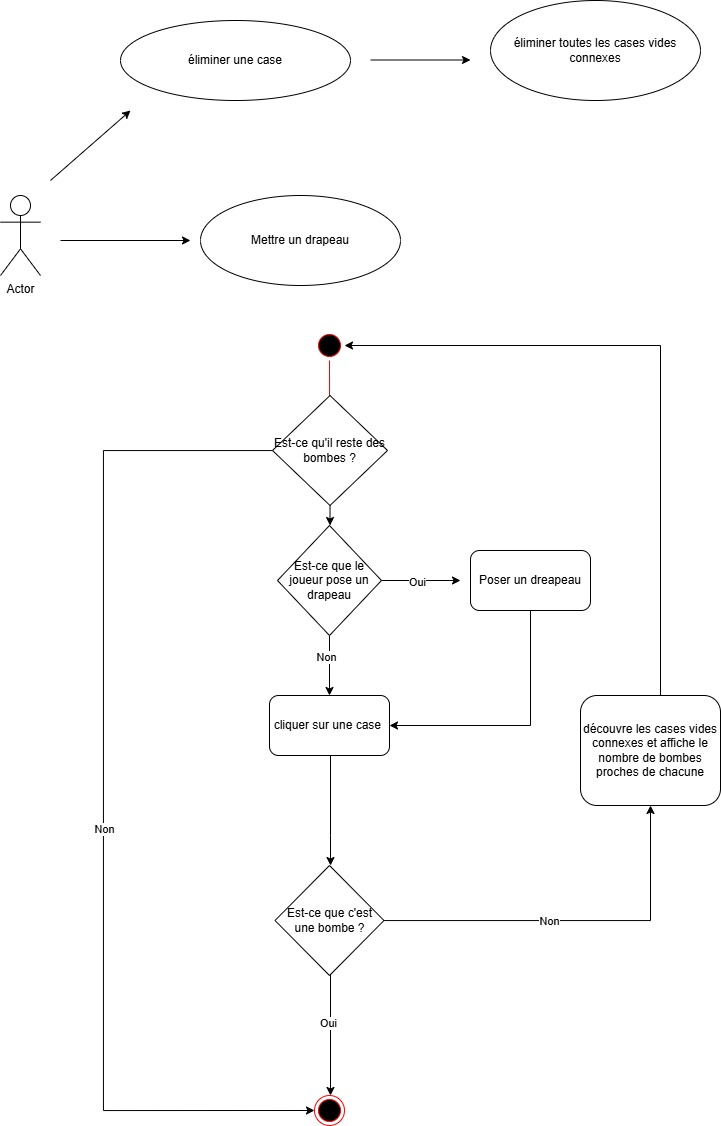 éliminer une case
éliminer toutes les cases vides
connexes
Mettre un drapeau
Actor
Est-ce qu'il reste des
bombes ?
Est-ce que le
joueur pose un
drapeau
Oui
Poser un dreapeau
Non
cliquer sur une case
découvre les cases vides
connexes et affiche le
nombre de bombes
proches de chacune
Non
Est-ce que c'est
une bombe ?
Non
Oui